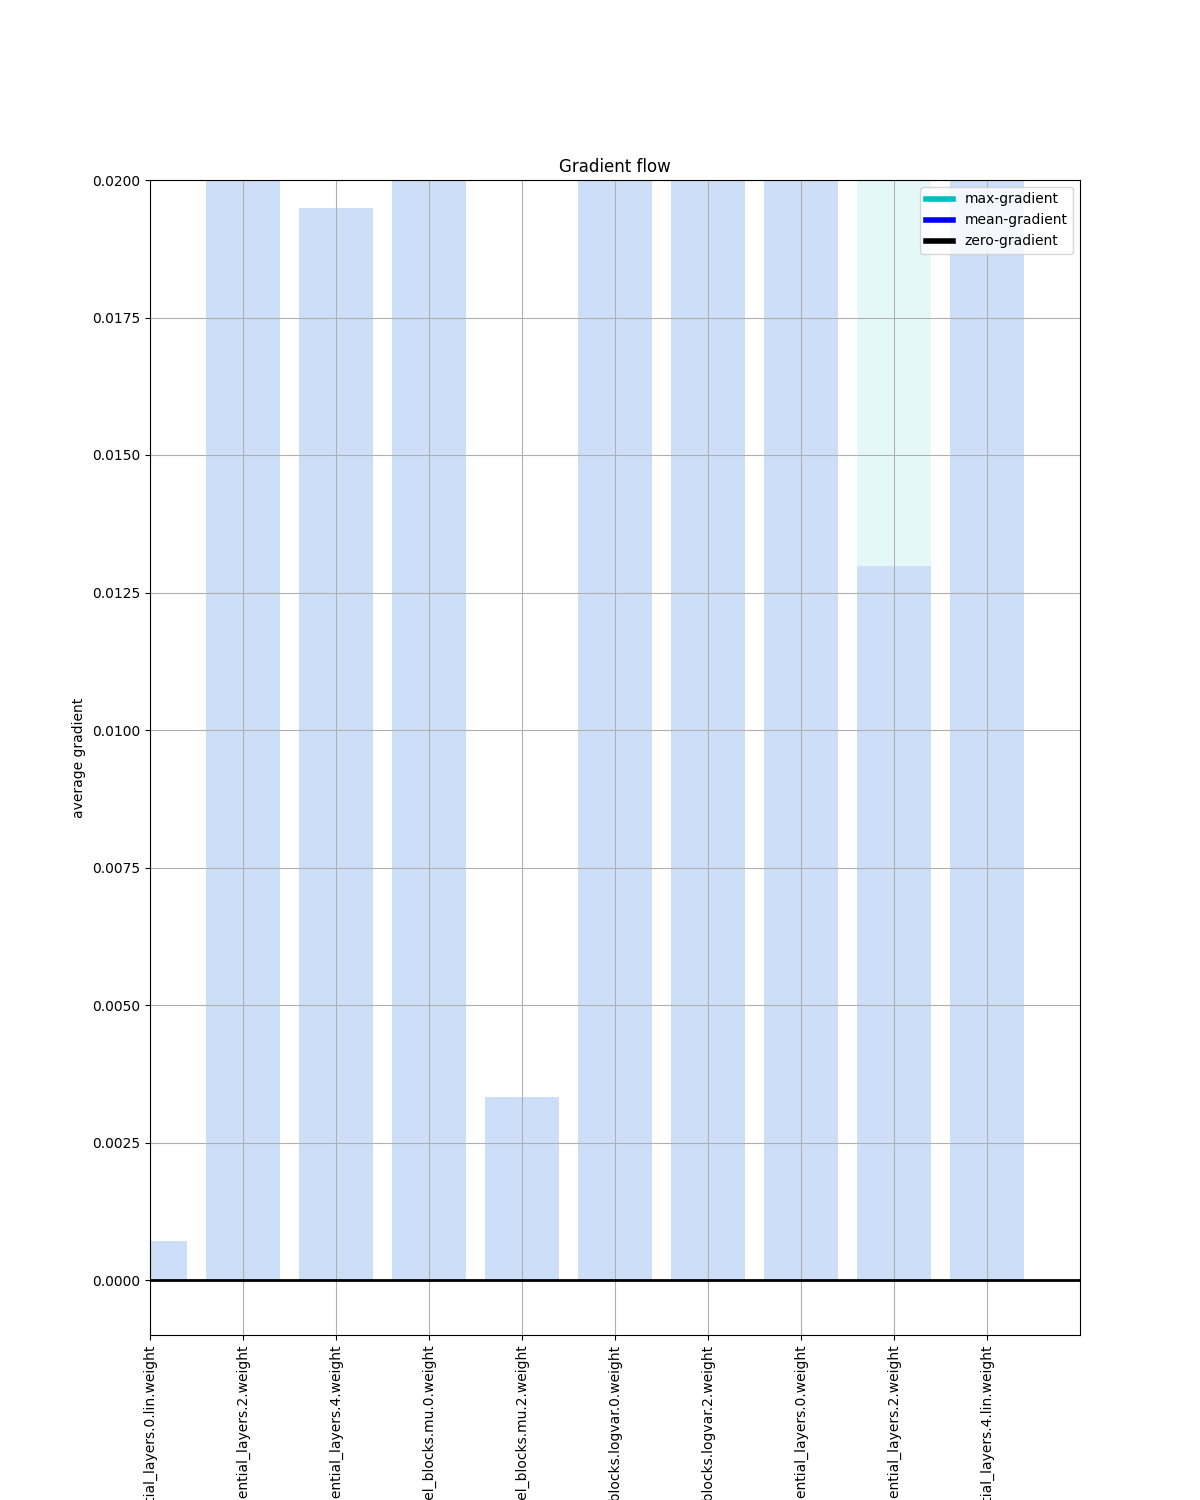 Gradient flow
max-gradient
mean-gradient
zero-gradient
0.0200
0.0175
0.0150
0.0125
0.0100
0.0075
0.0050
0.0025
0.0000
average gradient
tial_layers.0.lin.weight
ential_layers.2.weight
ential_layers.4.weight
el_blocks.mu.0.weight
el_blocks.mu.2.weight
blocks.logvar.0.weight
blocks.logvar.2.weight
ential_layers.0.weight
ential_layers.2.weight
tial_layers.4.lin.weight